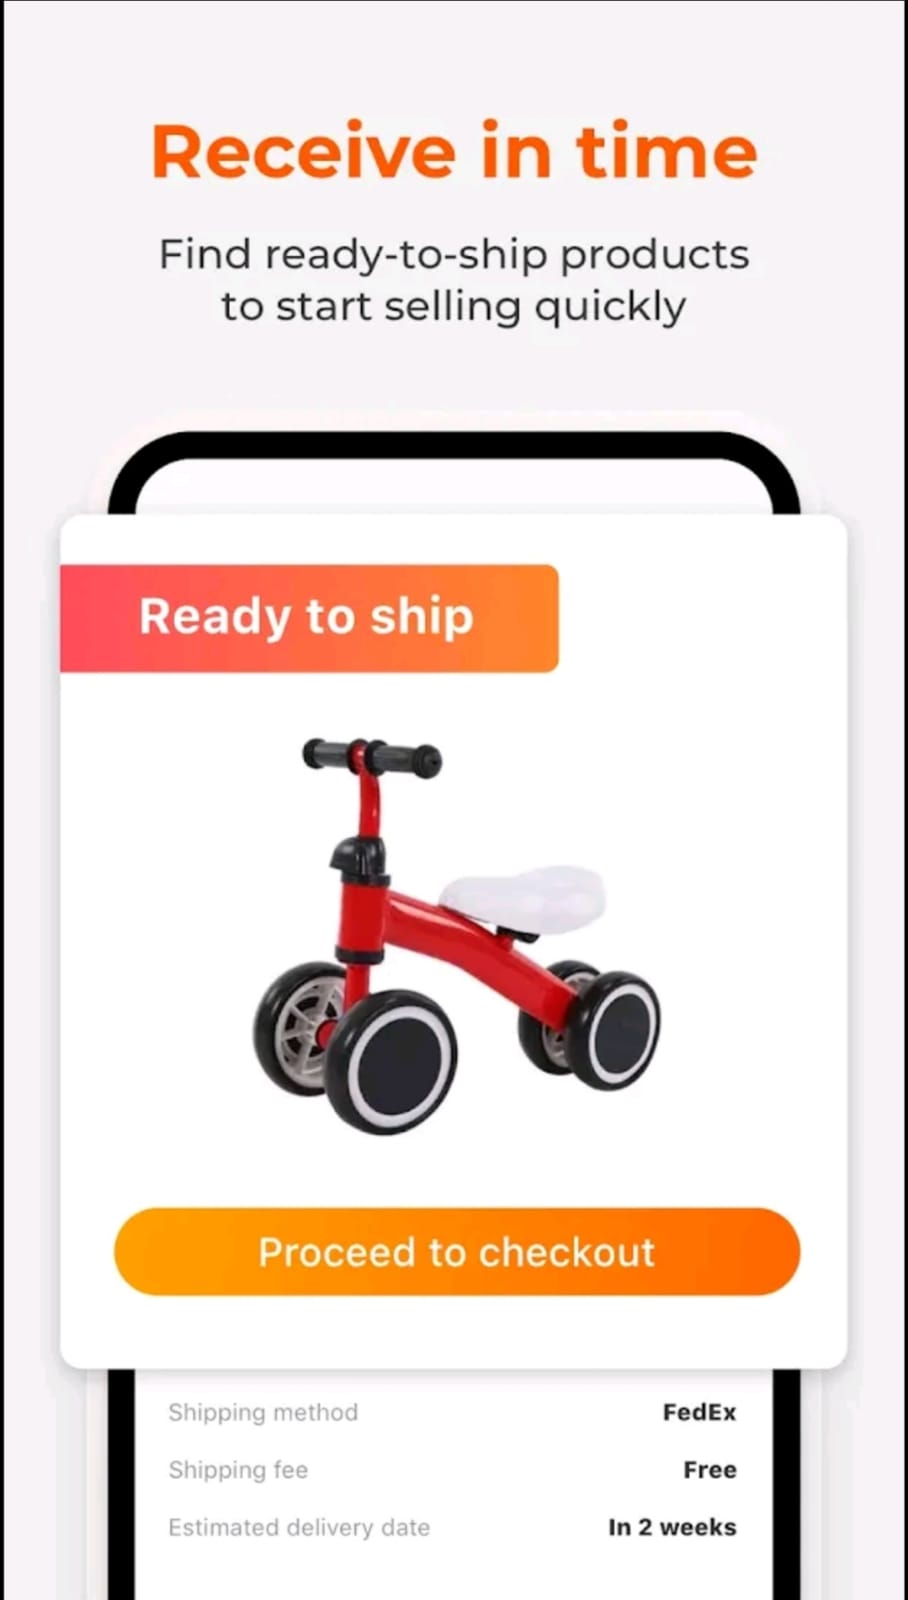 Receive in time
Find ready-to-ship products
to start selling quickly
Ready to ship
Proceed to checkout
Shipping method FedEx
Shipping fee Free
Estimated delivery date In 2 weeks